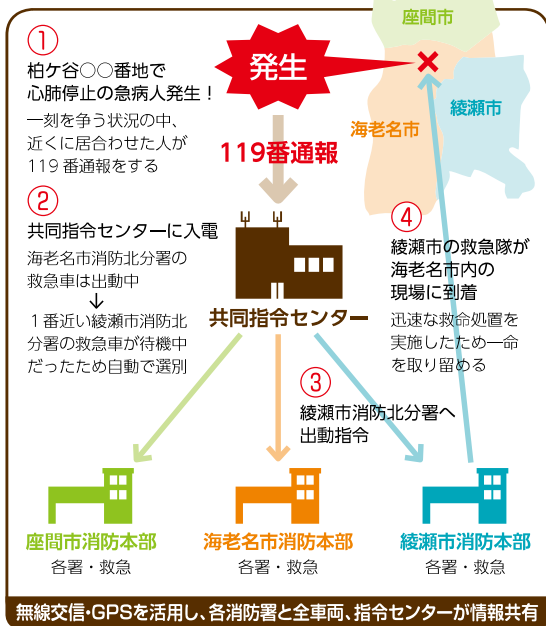 ①
柏ケ谷○○番地で
心肺停止の急病人発生！
一刻を争う状況の中、
近くに居合わせた人が
119番通報をする
発生
座間市
海老名市
綾瀬市
119番通報
②
共同指令センターに入電
海老名市消防北分署の
救急車は出動中
↓
１番近い綾瀬市消防北
分署の救急車が待機中
だったため自動で選別
共同指令センター
③
綾瀬市消防北分署へ
出動指令
④
綾瀬市の救急隊が
海老名市内の
現場に到着
迅速な救命処置を
実施したため一命
を取り留める
座間市消防本部
各署・救急
海老名市消防本部
各署・救急
綾瀬市消防本部
各署・救急
無線交信・GPSを活用し、各消防署と全車両、指令センターが情報共有